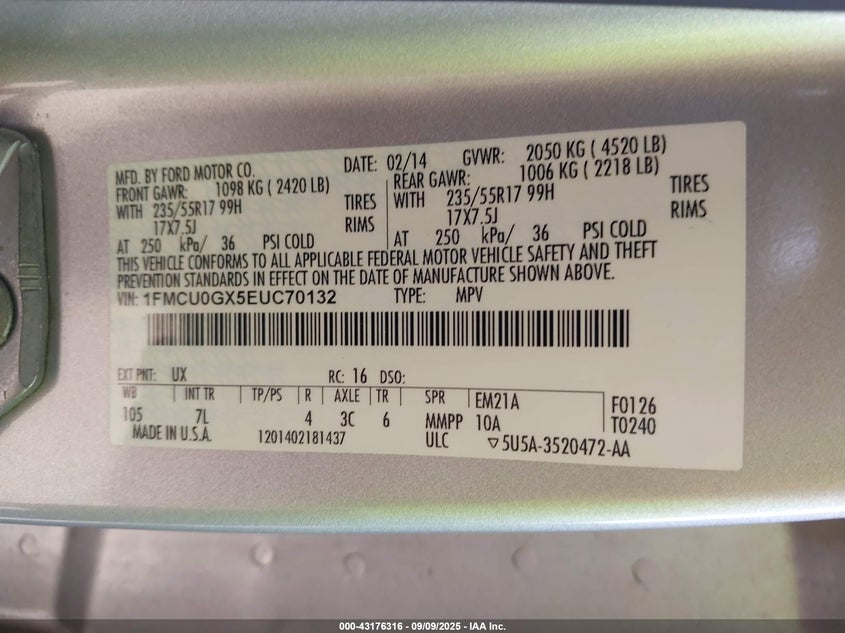 MFD. BY FORD MOTOR CO. DATE: 02/14 GVWR: 2050 KG ( 4520 LB)
FRONT GAWR: 1098 KG ( 2420 LB) REAR GAWR: 1006 KG ( 2218 LB)
WITH 235/55R17 99H TIRES WITH 235/55R17 99H TIRES
17X7.5J RIMS 17X7.5J RIMS
AT 250 kPa/ 36 PSI COLD AT 250 kPa/ 36 PSI COLD
THIS VEHICLE CONFORMS TO ALL APPLICABLE FEDERAL MOTOR VEHICLE SAFETY AND THEFT
PREVENTION STANDARDS IN EFFECT ON THE DATE OF MANUFACTURE SHOWN ABOVE.
VIN: 1FMCU0GX5EUC70132 TYPE: MPV
EXT PNT: UX RC: 16 DSO:
WB INT TR TP/PS R AXLE TR SPR EM21A F0126
105 7L 4 3C 6 MMPP 10A T0240
MADE IN U.S.A. 1201402181437 ULC ▽5U5A-3520472-AA
000-43176316 - 09/09/2025 - IAA Inc.